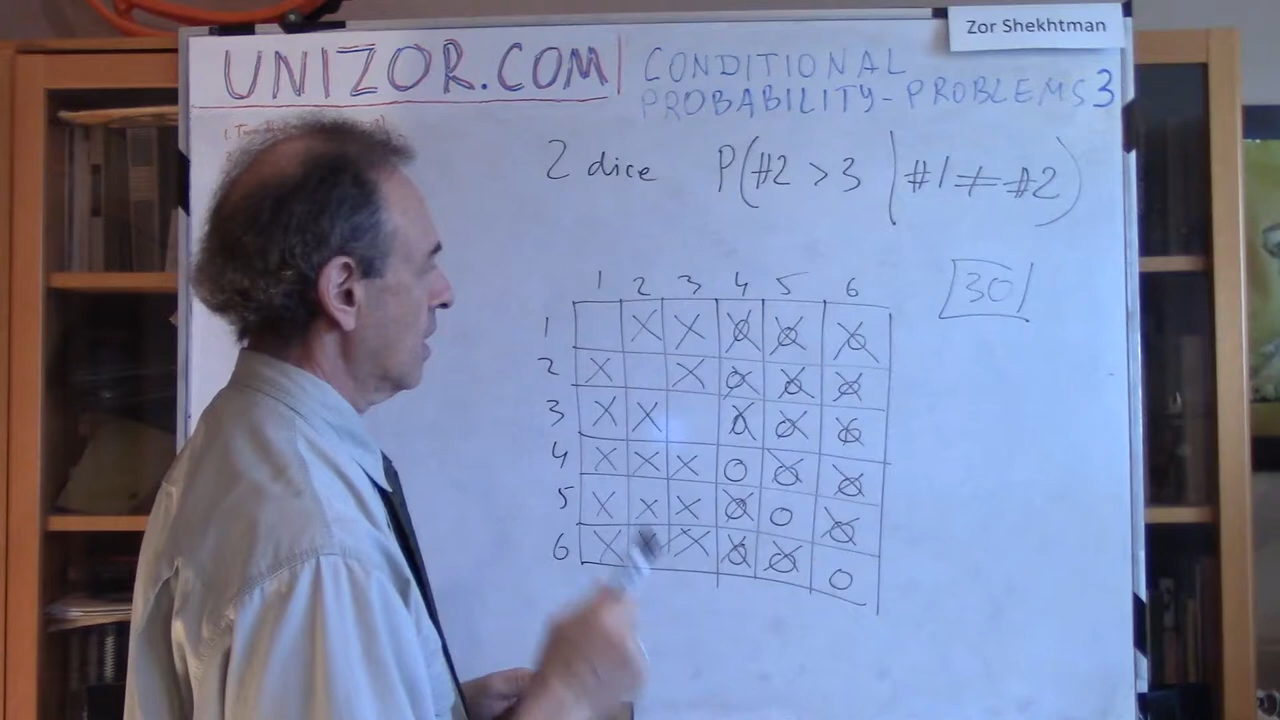 Zor Shekhtman
UNIZOR.COM
CONDITIONAL
PROBABILITY-PROBLEMS 3
2 dice P(#2 > 3 | #1 ≠ #2)
30
1 2 3 4 5 6
1 X X Ø Ø Ø
2 X X Ø Ø Ø
3 X X Ø Ø Ø
4 X X X O Ø Ø
5 X X X Ø O Ø
6 X X X Ø Ø O